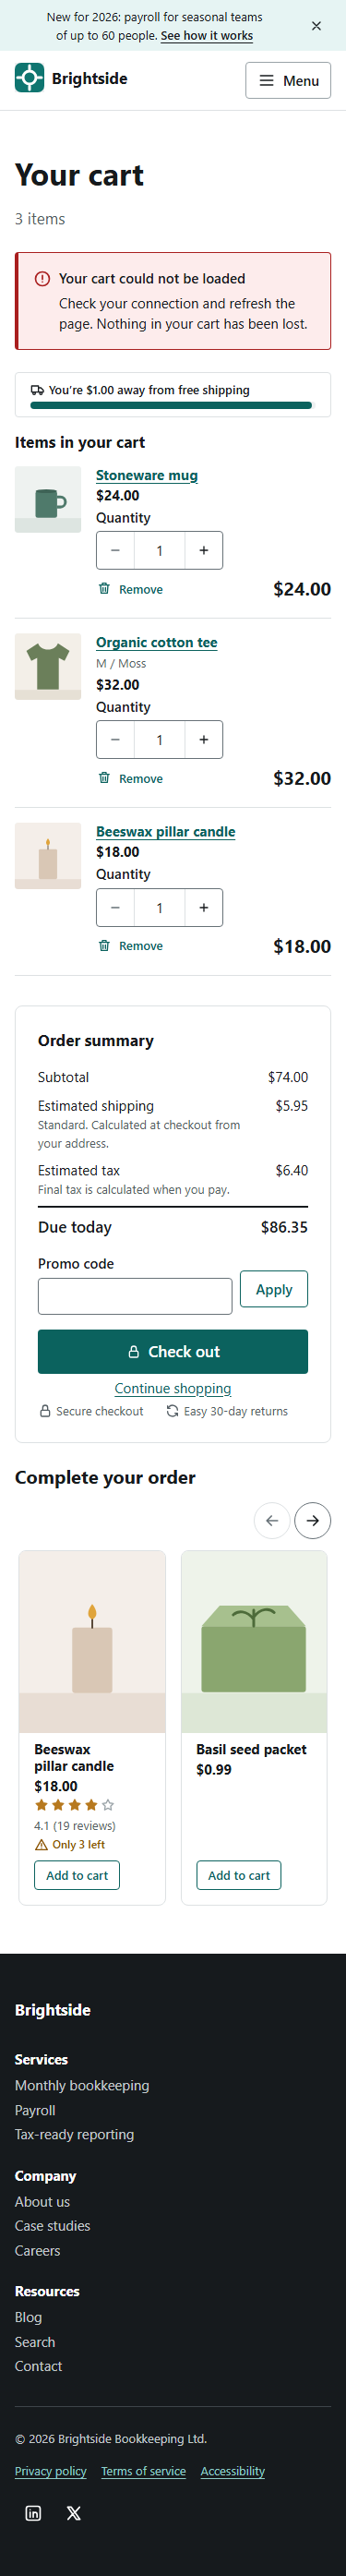 New for 2026: payroll for seasonal teams
of up to 60 people. See how it works
Brightside
Menu
Your cart
3 items
Your cart could not be loaded
Check your connection and refresh the
page. Nothing in your cart has been lost.
You're $1.00 away from free shipping
Items in your cart
Stoneware mug
$24.00
Quantity
1
Remove
$24.00
Organic cotton tee
M / Moss
$32.00
Quantity
1
Remove
$32.00
Beeswax pillar candle
$18.00
Quantity
1
Remove
$18.00
Order summary
Subtotal $74.00
Estimated shipping $5.95
Standard. Calculated at checkout from
your address.
Estimated tax $6.40
Final tax is calculated when you pay.
Due today $86.35
Promo code
Apply
Check out
Continue shopping
Secure checkout Easy 30-day returns
Complete your order
Beeswax
pillar candle
$18.00
4.1 (19 reviews)
Only 3 left
Add to cart
Basil seed packet
$0.99
Add to cart
Brightside
Services
Monthly bookkeeping
Payroll
Tax-ready reporting
Company
About us
Case studies
Careers
Resources
Blog
Search
Contact
© 2026 Brightside Bookkeeping Ltd.
Privacy policy Terms of service Accessibility